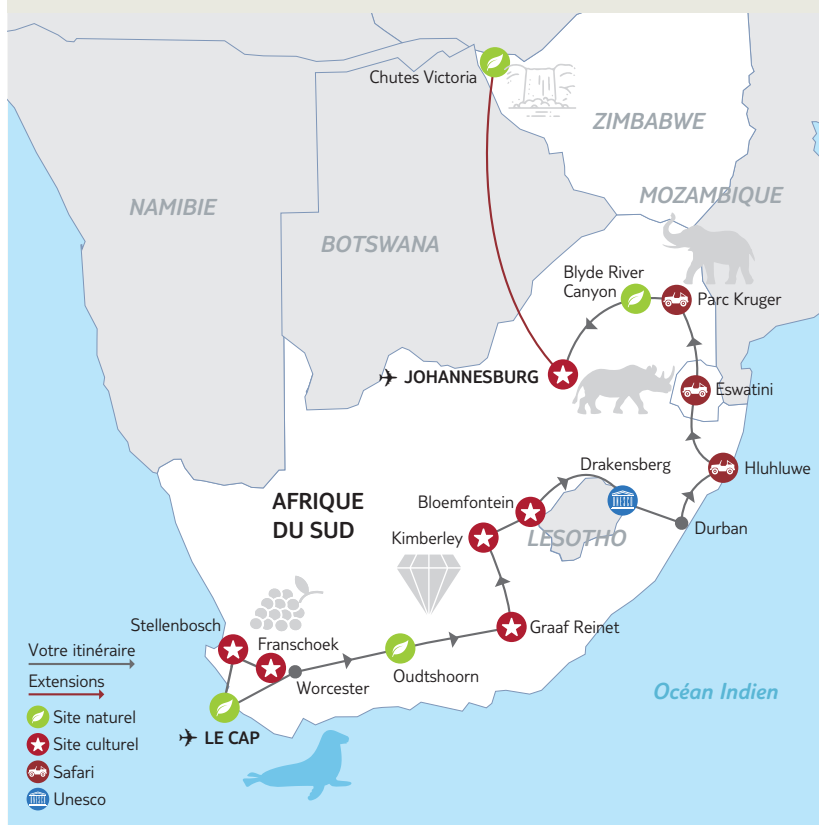 Chutes Victoria
ZIMBABWE
MOZAMBIQUE
NAMIBIE
BOTSWANA
Blyde River
Canyon
Parc Kruger
JOHANNESBURG
Eswatini
Drakensberg
Hluhluwe
AFRIQUE
DU SUD
Bloemfontein
Kimberley
LESOTHO
Durban
Stellenbosch
Franschoek
Graaf Reinet
Worcester
Oudtshoorn
LE CAP
Océan Indien
Votre itinéraire
Extensions
Site naturel
Site culturel
Safari
Unesco